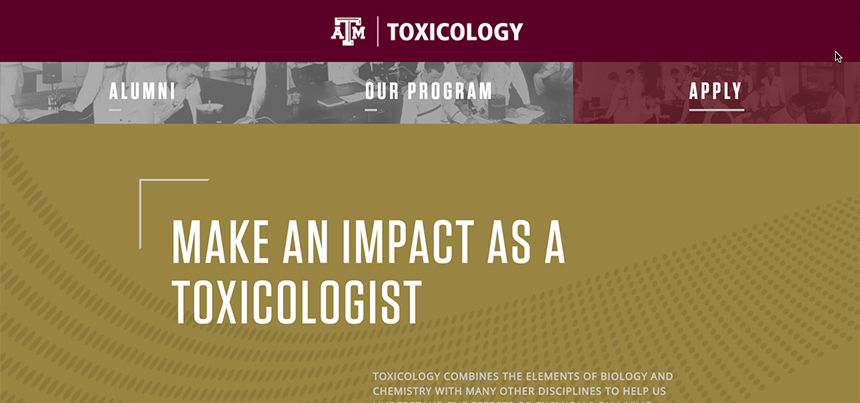 ATM TOXICOLOGY
ALUMNI OUR PROGRAM APPLY
MAKE AN IMPACT AS A
TOXICOLOGIST
TOXICOLOGY COMBINES THE ELEMENTS OF BIOLOGY AND
CHEMISTRY WITH MANY OTHER DISCIPLINES TO HELP US